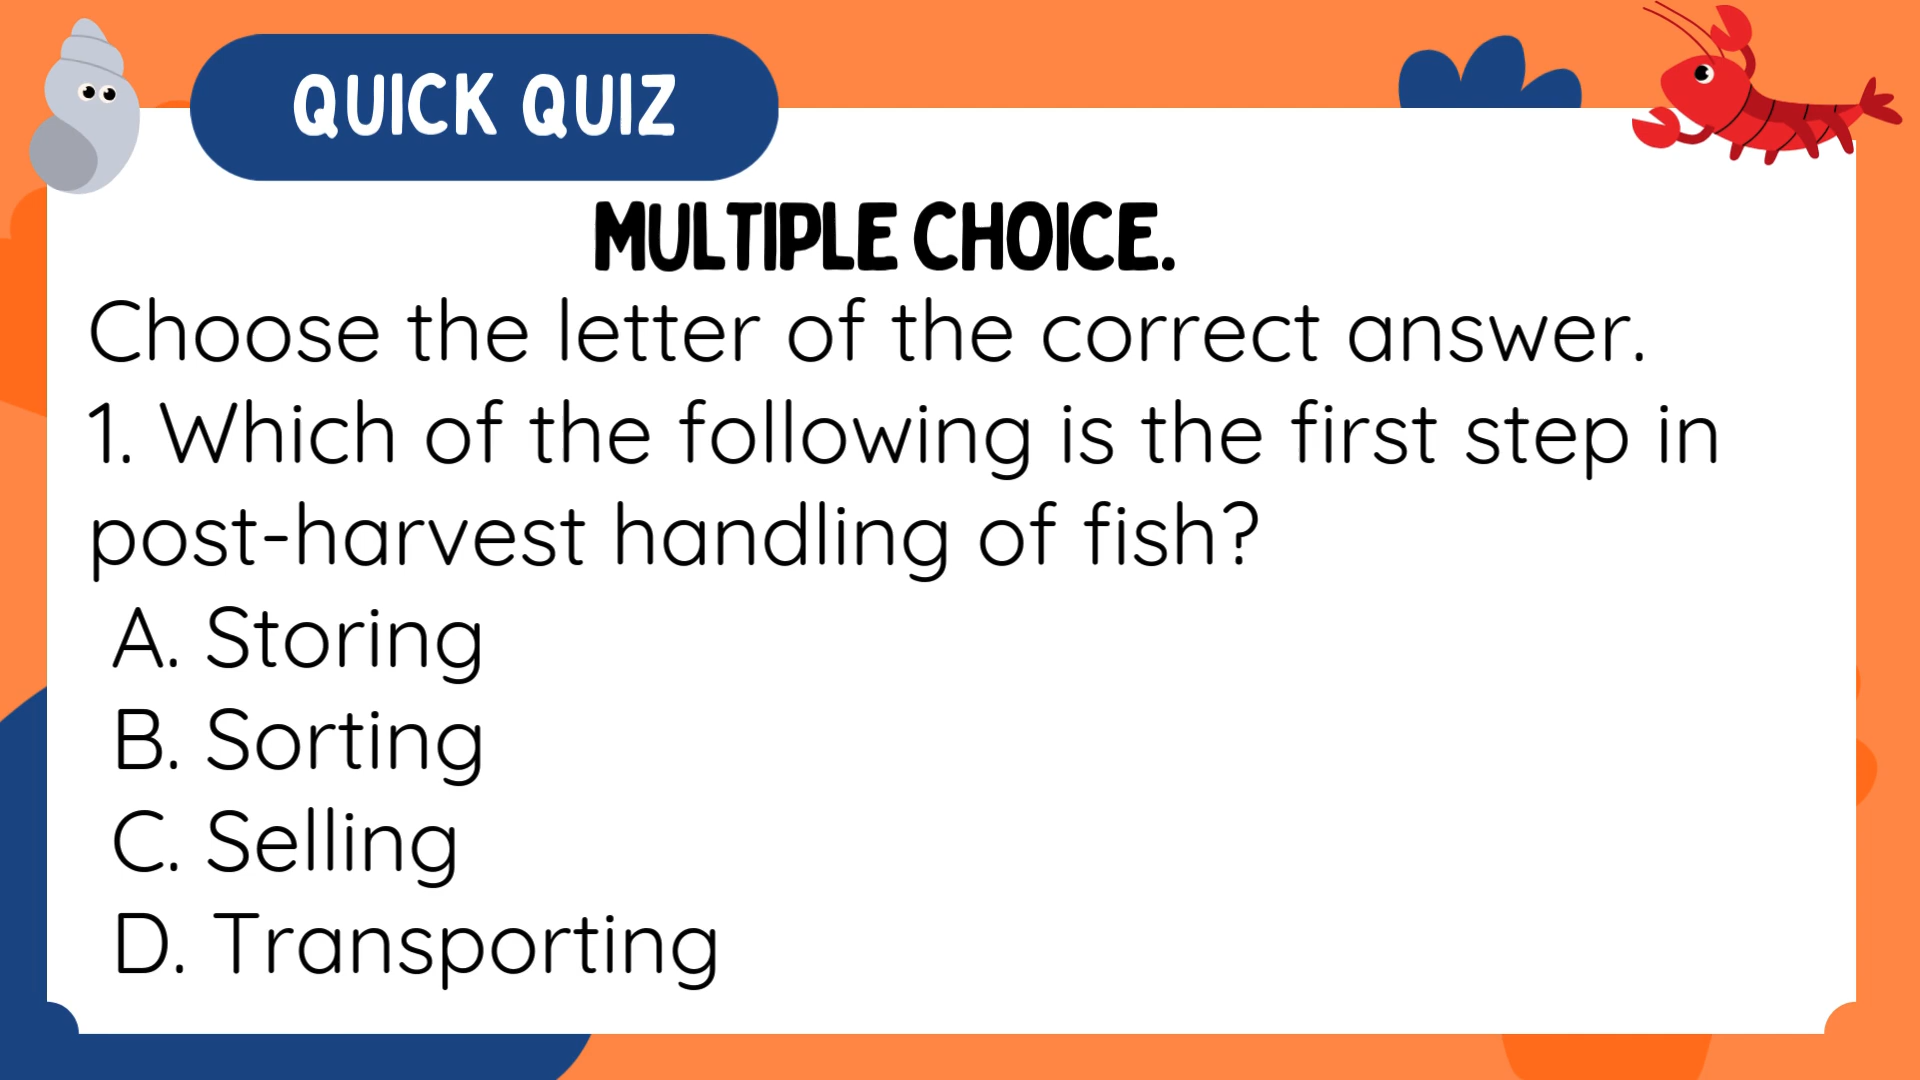 QUICK QUIZ
MULTIPLE CHOICE.
Choose the letter of the correct answer.
1. Which of the following is the first step in
post-harvest handling of fish?
A. Storing
B. Sorting
C. Selling
D. Transporting